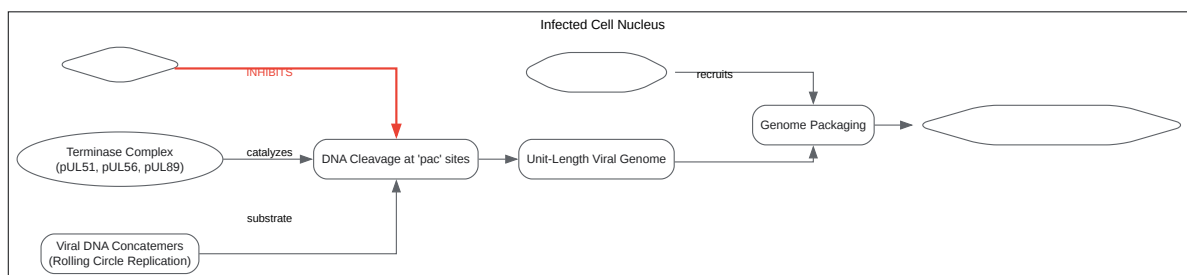 Infected Cell Nucleus
INHIBITS
recruits
Genome Packaging
Terminase Complex
(pUL51, pUL56, pUL89)
catalyzes
DNA Cleavage at 'pac' sites
Unit-Length Viral Genome
substrate
Viral DNA Concatemers
(Rolling Circle Replication)